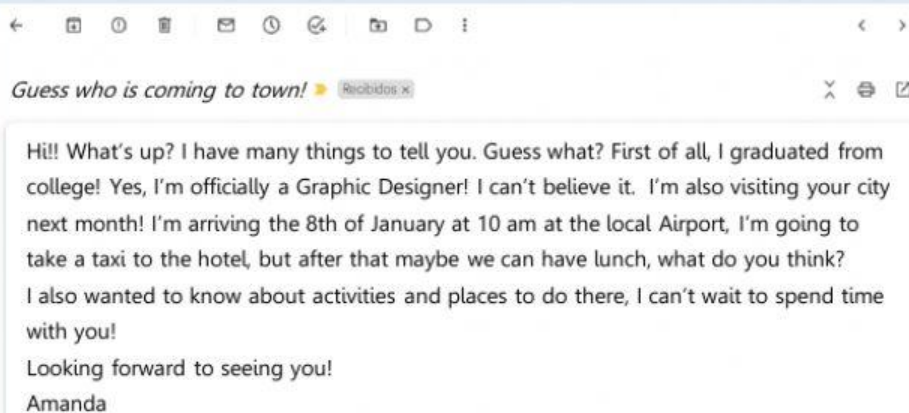 Guess who is coming to town! Recibidos x
Hi!! What's up? I have many things to tell you. Guess what? First of all, I graduated from
college! Yes, I'm officially a Graphic Designer! I can't believe it. I'm also visiting your city
next month! I'm arriving the 8th of January at 10 am at the local Airport, I'm going to
take a taxi to the hotel, but after that maybe we can have lunch, what do you think?
I also wanted to know about activities and places to do there, I can't wait to spend time
with you!
Looking forward to seeing you!
Amanda